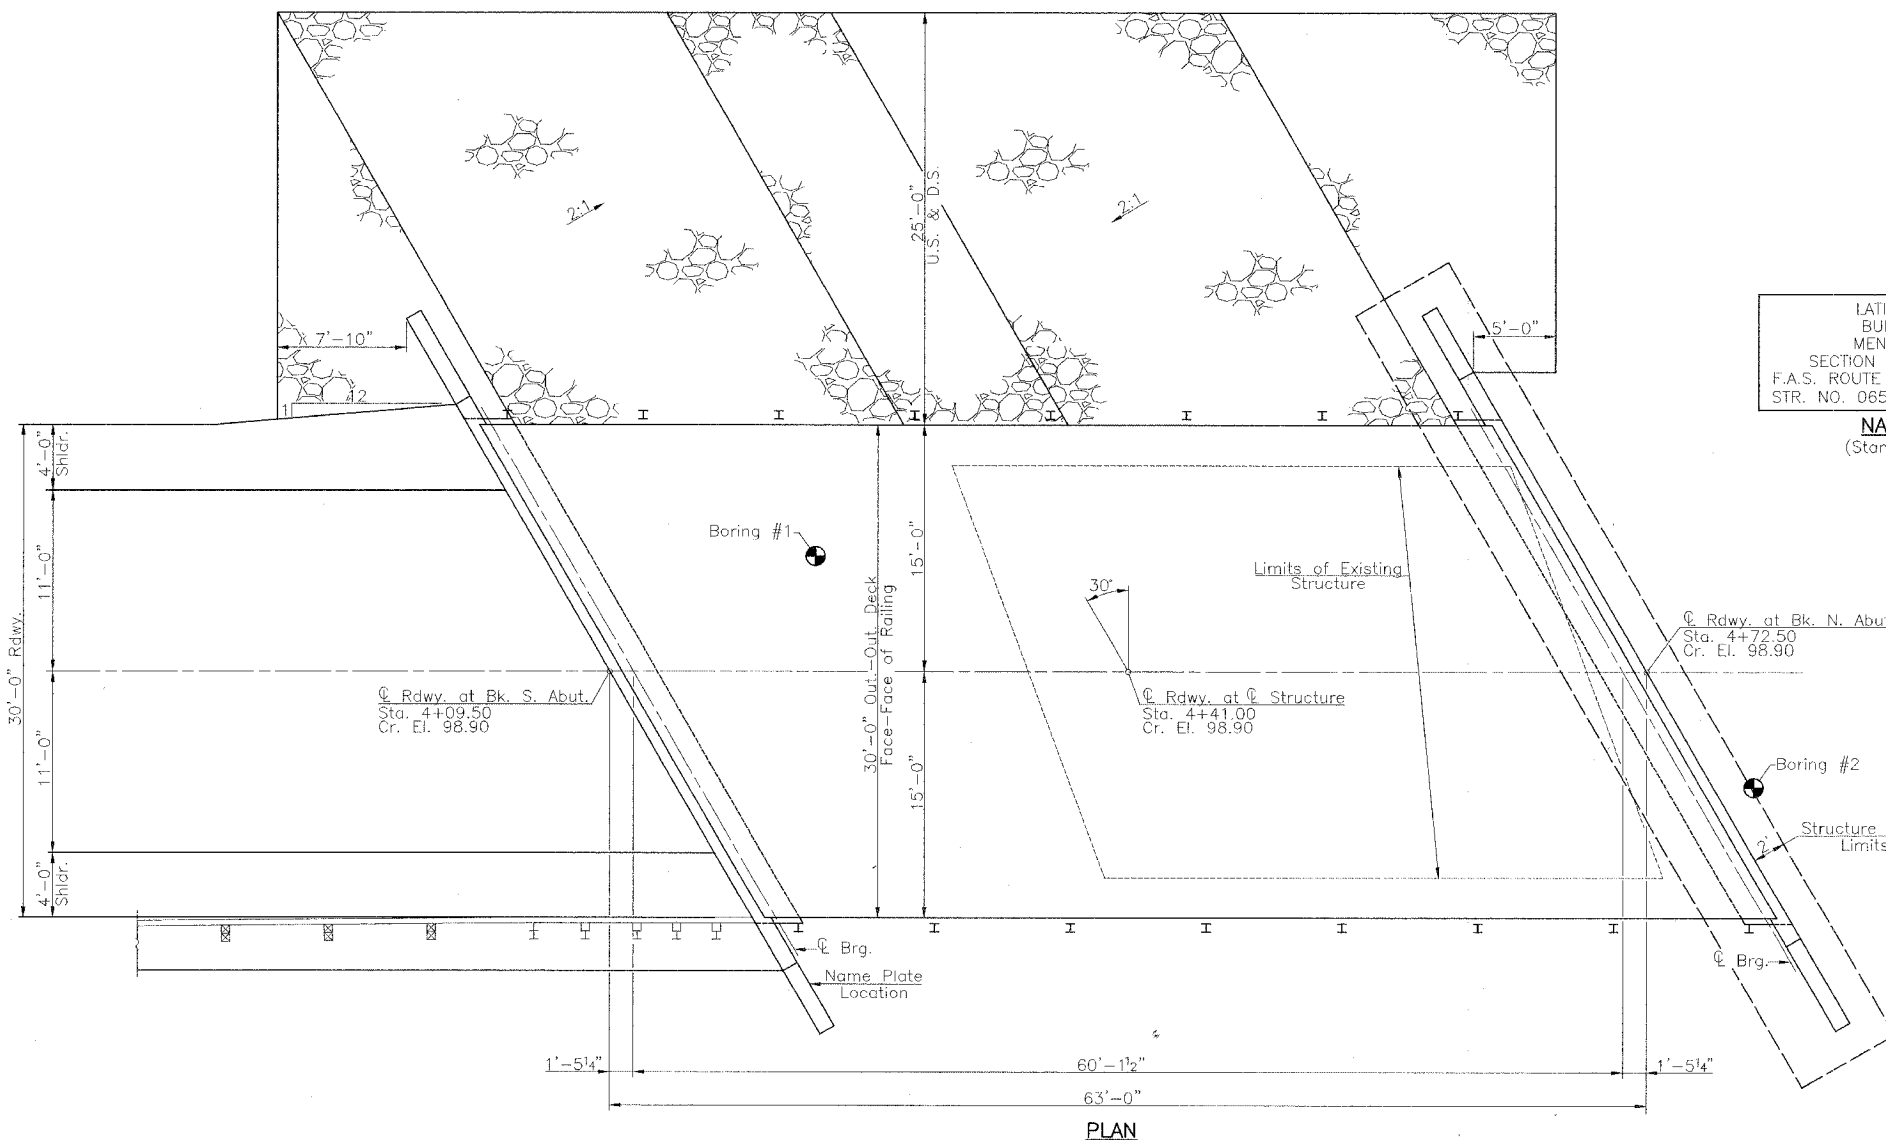 25'-0"
U.S. & D.S.
2:1
2:1
7'-10"
5'-0"
12
1
SECTION
F.A.S. ROUTE
STR. NO. 065
4'-0"
Shldr.
11'-0"
30'-0" Rdwy.
11'-0"
4'-0"
Shldr.
Boring #1
15'-0"
15'-0"
30'-0" Out.-Out. Deck
Face-Face of Railing
Limits of Existing
Structure
30°
℄ Rdwy. at Bk. S. Abut.
Sta. 4+09.50
Cr. El. 98.90
℄ Rdwy. at ℄ Structure
Sta. 4+41.00
Cr. El. 98.90
℄ Rdwy. at Bk. N. Abu
Sta. 4+72.50
Cr. El. 98.90
Boring #2
2'
Structure
Limits
℄ Brg.
Name Plate
Location
℄ Brg.
1'-5¼"
60'-1½"
1'-5¼"
63'-0"
PLAN